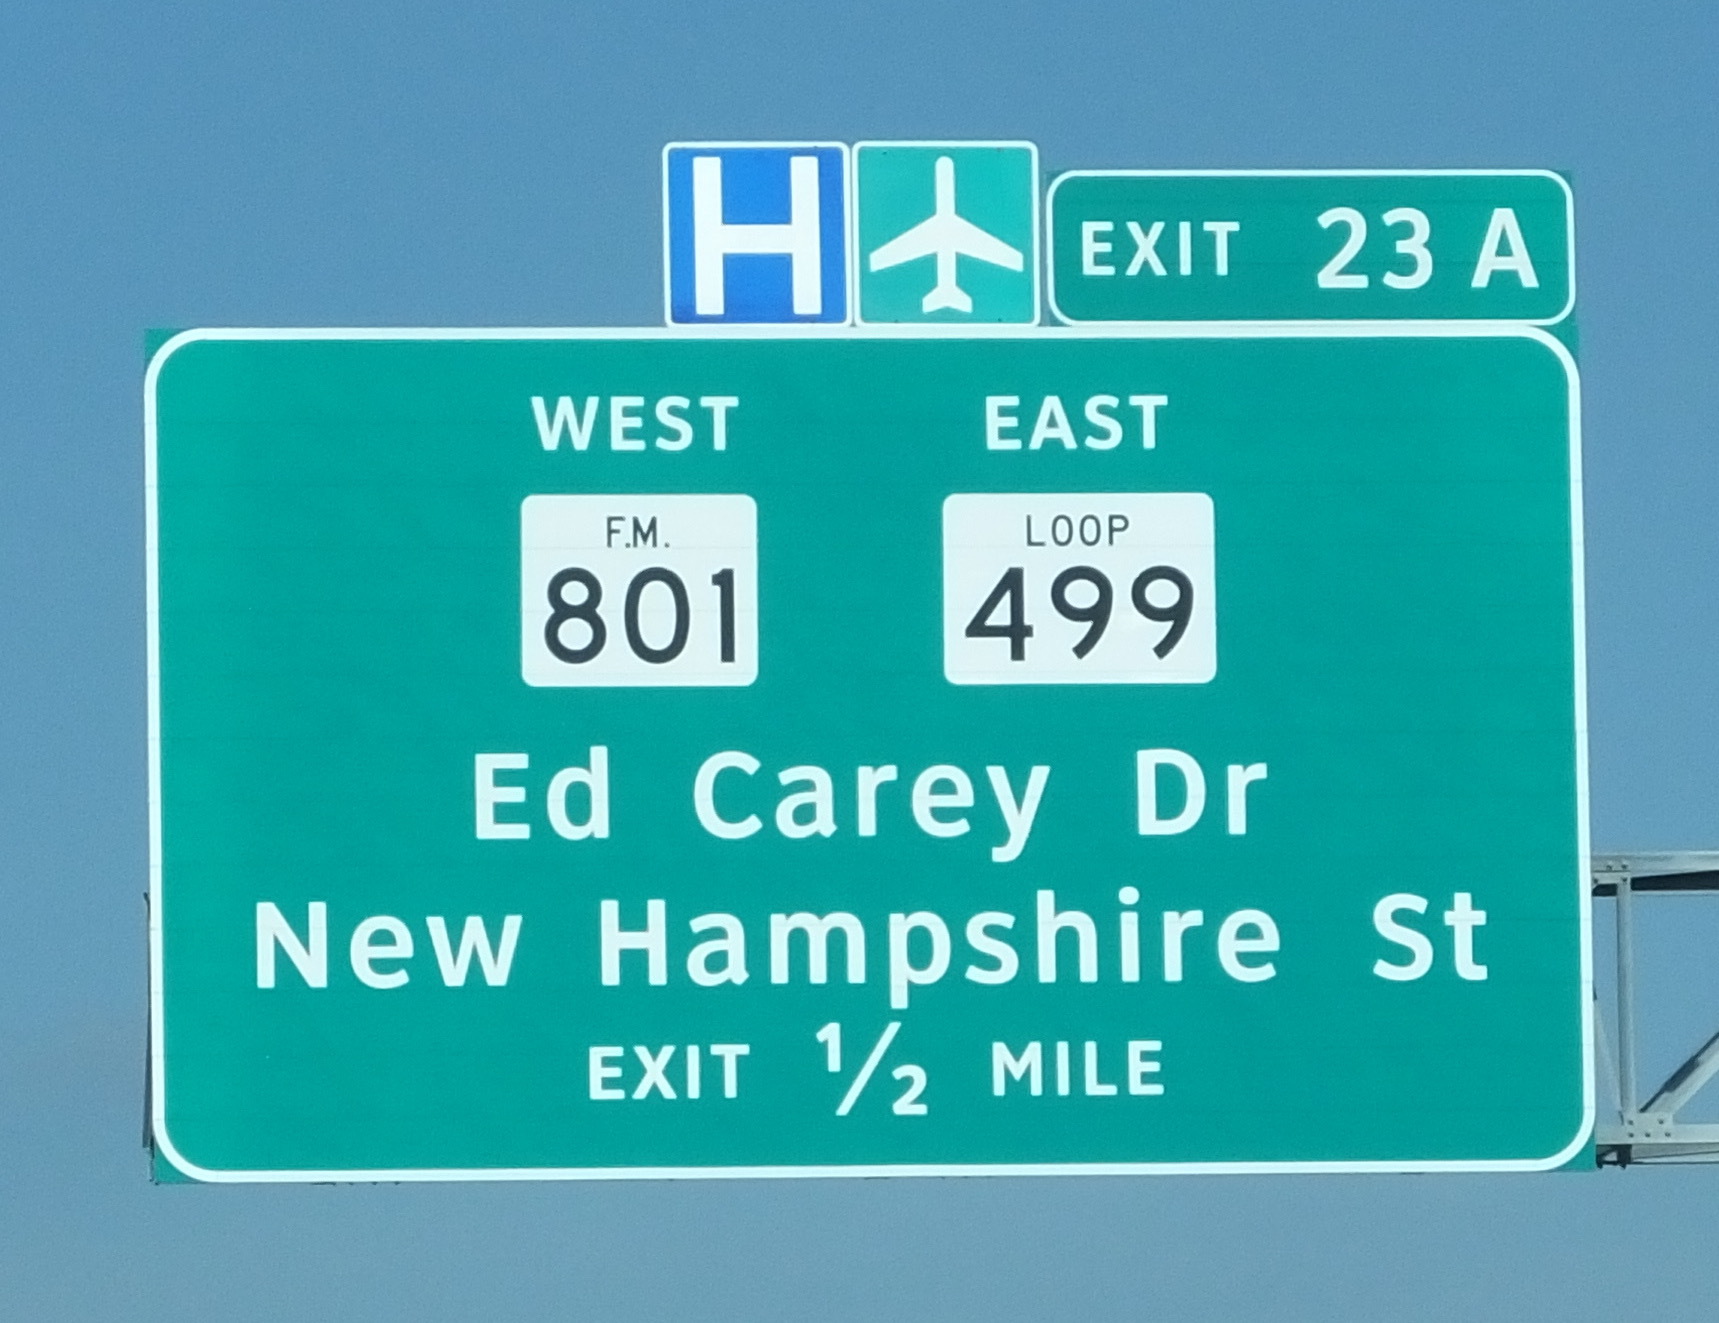 H EXIT 23 A
WEST EAST
F.M. LOOP
801 499
Ed Carey Dr
New Hampshire St
EXIT 1/2 MILE